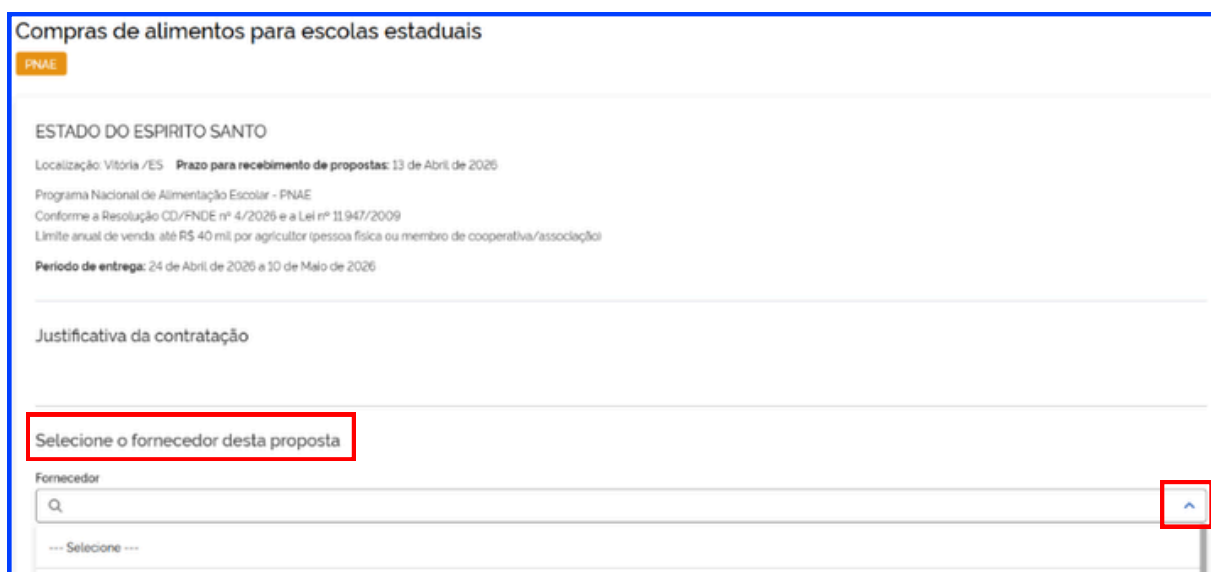 Compras de alimentos para escolas estaduais
PNAE
ESTADO DO ESPIRITO SANTO
Localização: Vitória /ES Prazo para recebimento de propostas: 13 de Abril de 2026
Programa Nacional de Alimentação Escolar - PNAE
Conforme a Resolução CD/FNDE nº 4/2026 e a Lei nº 11.947/2009
Limite anual de venda: até R$ 40 mil por agricultor (pessoa física ou membro de cooperativa/associação)
Período de entrega: 24 de Abril de 2026 a 10 de Maio de 2026
Justificativa da contratação
Selecione o fornecedor desta proposta
Fornecedor
--- Selecione ---